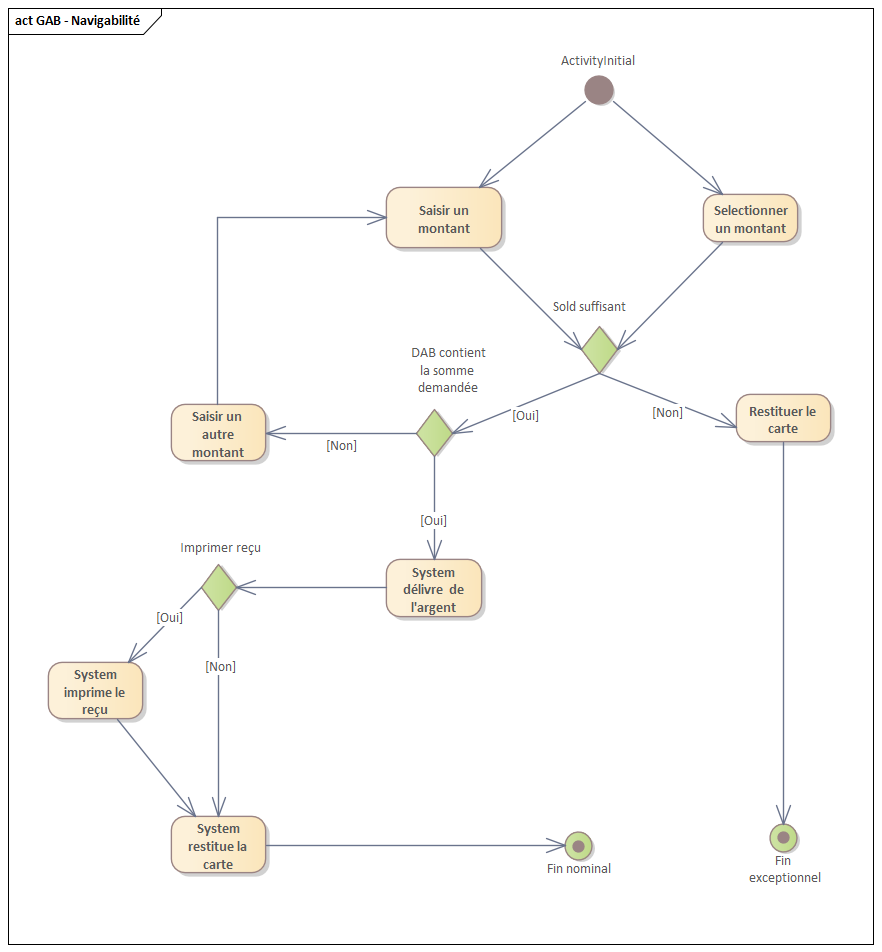 act GAB - Navigabilité
ActivityInitial
Saisir un
montant
Selectionner
un montant
Sold suffisant
DAB contient
la somme
demandée
[Oui]
[Non]
Restituer le
carte
Saisir un
autre
montant
[Non]
[Oui]
Imprimer reçu
System
délivre de
l'argent
[Oui]
[Non]
System
imprime le
reçu
System
restitue la
carte
Fin nominal
Fin
exceptionnel